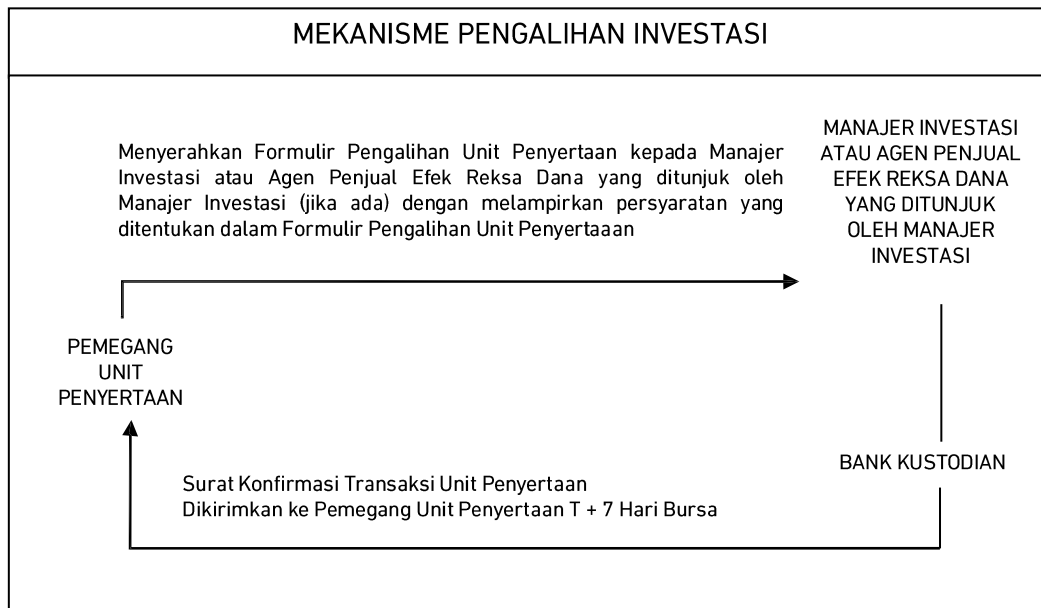 MEKANISME PENGALIHAN INVESTASI
Menyerahkan Formulir Pengalihan Unit Penyertaan kepada Manajer
Investasi atau Agen Penjual Efek Reksa Dana yang ditunjuk oleh
Manajer Investasi (jika ada) dengan melampirkan persyaratan yang
ditentukan dalam Formulir Pengalihan Unit Penyertaaan
MANAJER INVESTASI
ATAU AGEN PENJUAL
EFEK REKSA DANA
YANG DITUNJUK
OLEH MANAJER
INVESTASI
PEMEGANG
UNIT
PENYERTAAN
BANK KUSTODIAN
Surat Konfirmasi Transaksi Unit Penyertaan
Dikirimkan ke Pemegang Unit Penyertaan T + 7 Hari Bursa